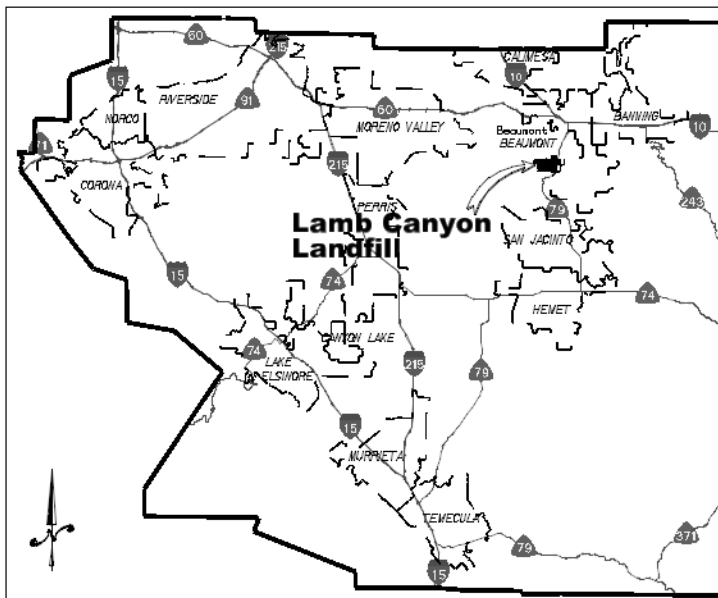 60
215
15
CALIMESA
10
RIVERSIDE
91
NORCO
60
MORENO VALLEY
BANNING
10
Beaumont
BEAUMONT
215
CORONA
PERRIS
79
243
Lamb Canyon
Landfill
SAN JACINTO
15
74
74
HEMET
CANYON LAKE
74
LAKE
ELSINORE
215
79
15
MURRIETA
TEMECULA
79
371
15